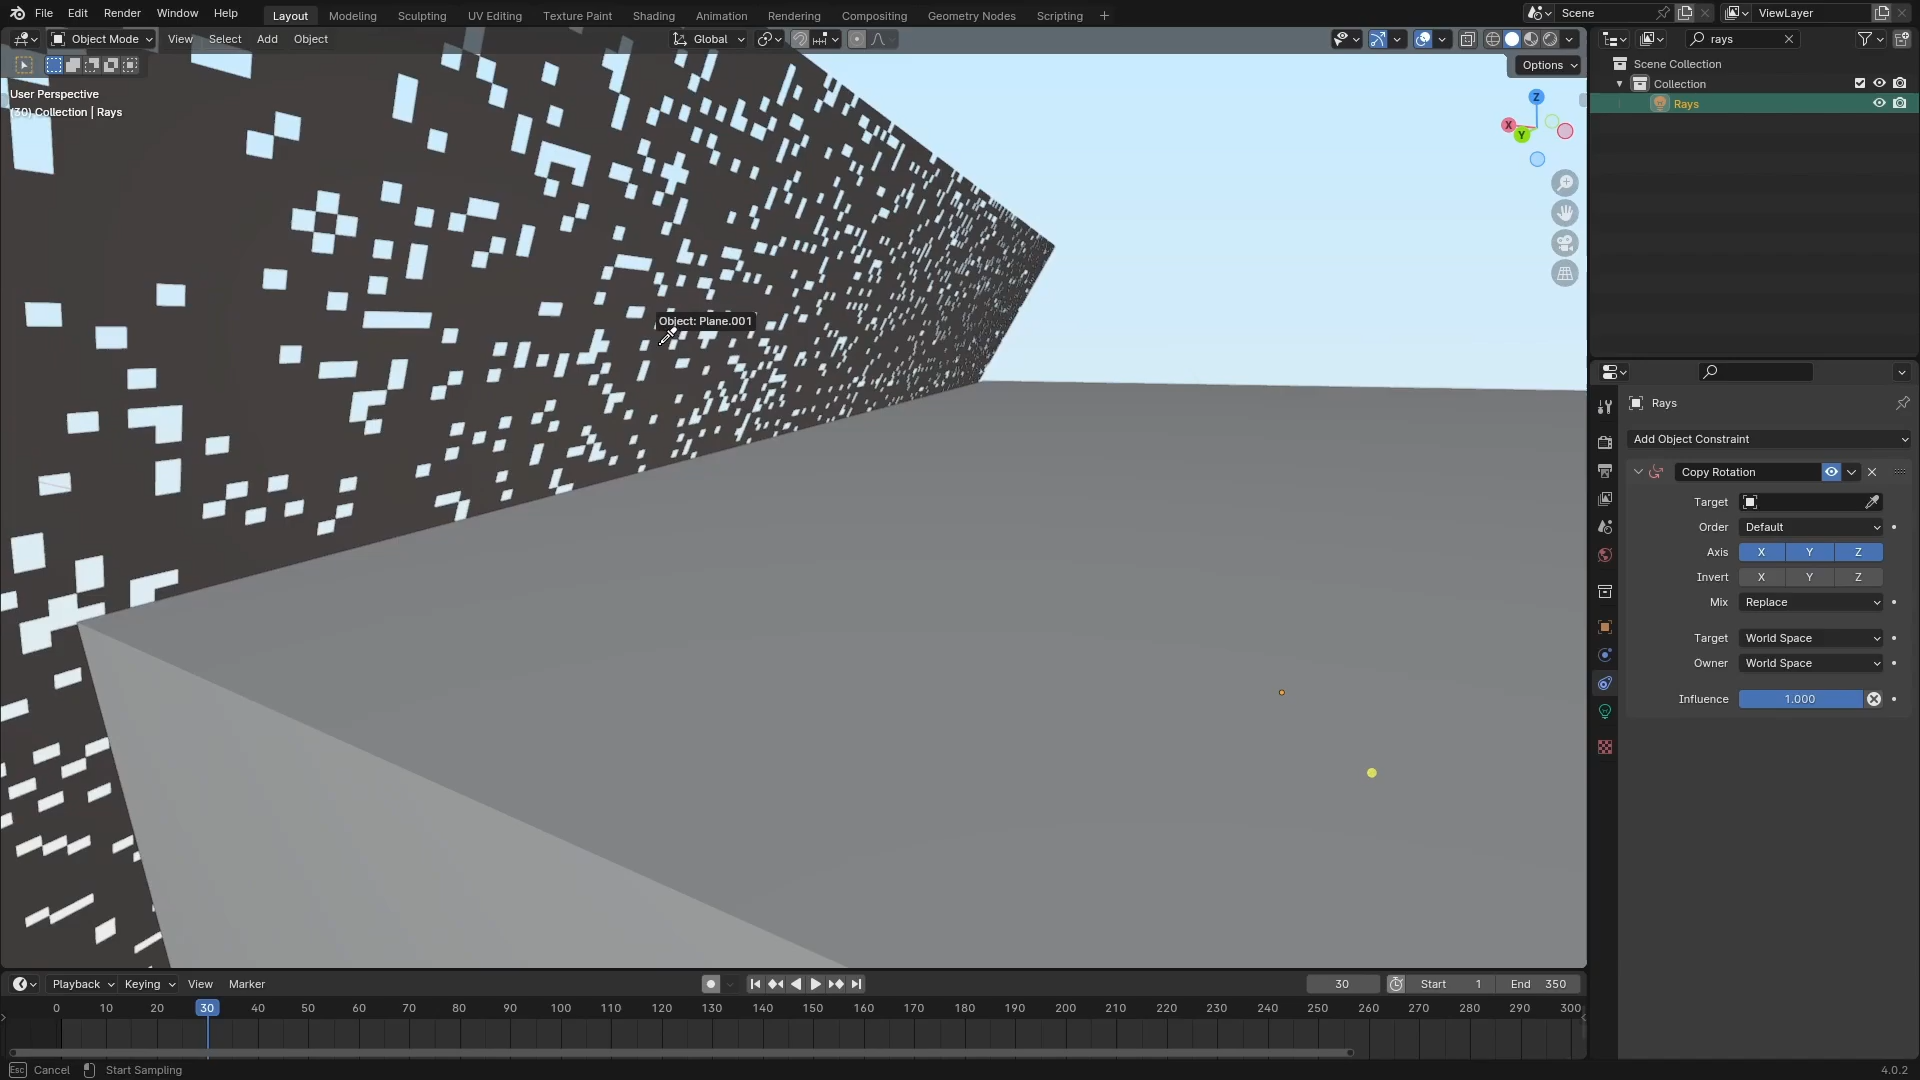 File Edit Render Window Help Layout Modeling Sculpting UV Editing Texture Paint Shading Animation Rendering Compositing Geometry Nodes Scripting + Scene ViewLayer
Object Mode View Select Add Object Global rays
Options
User Perspective
(30) Collection | Rays
Z
X
Y
Scene Collection
Collection
Rays
Object: Plane.001
Rays
Add Object Constraint
Copy Rotation
Target
Order Default
Axis X Y Z
Invert X Y Z
Mix Replace
Target World Space
Owner World Space
Influence 1.000
Playback Keying View Marker 30 Start 1 End 350
0 10 20 30 40 50 60 70 80 90 100 110 120 130 140 150 160 170 180 190 200 210 220 230 240 250 260 270 280 290 300
Esc Cancel Start Sampling 4.0.2